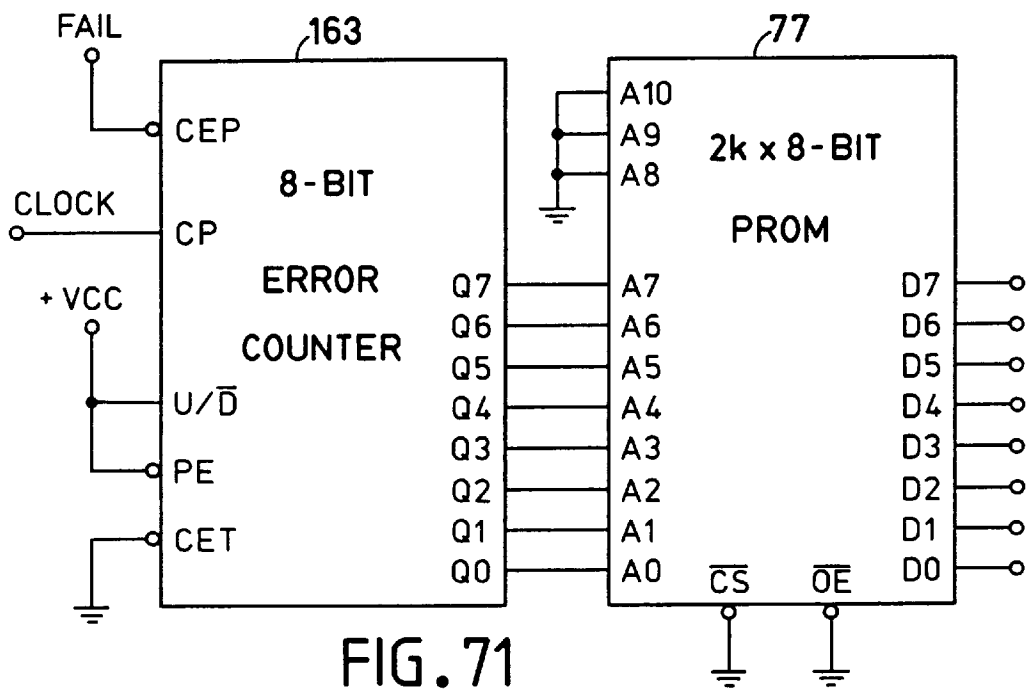 FAIL
163
77
CEP
8-BIT
ERROR
COUNTER
CLOCK
CP
+ VCC
U/D̅
PE
CET
Q7
Q6
Q5
Q4
Q3
Q2
Q1
Q0
A10
A9
A8
2k x 8-BIT
PROM
A7
A6
A5
A4
A3
A2
A1
A0
D7
D6
D5
D4
D3
D2
D1
D0
C̅S̅
O̅E̅
FIG. 71